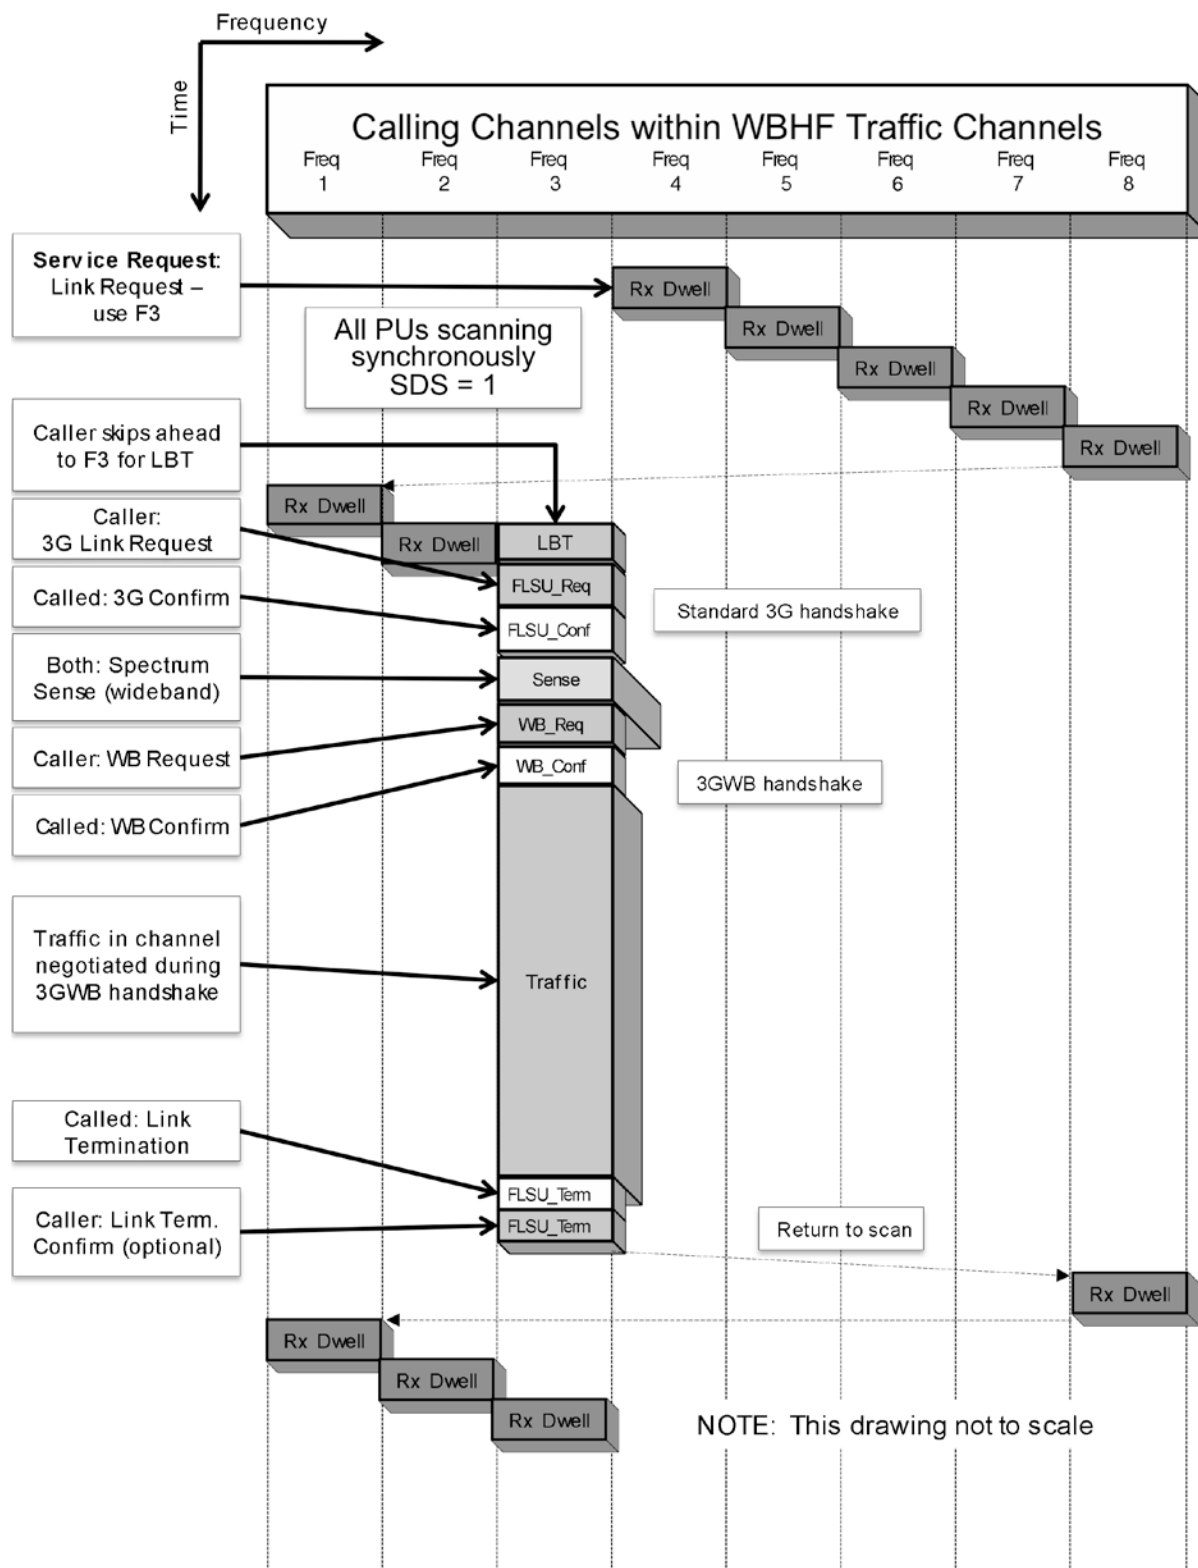 Frequency
Time
Calling Channels within WBHF Traffic Channels
Freq Freq Freq Freq Freq Freq Freq Freq
1 2 3 4 5 6 7 8
Service Request:
Link Request –
use F3
Rx Dwell
Rx Dwell
Rx Dwell
Rx Dwell
Rx Dwell
All PUs scanning
synchronously
SDS = 1
Caller skips ahead
to F3 for LBT
Rx Dwell
Rx Dwell
LBT
Caller:
3G Link Request
FLSU_Req
Called: 3G Confirm
FLSU_Conf
Standard 3G handshake
Both: Spectrum
Sense (wideband)
Sense
Caller: WB Request
WB_Req
Called: WB Confirm
WB_Conf
3GWB handshake
Traffic in channel
negotiated during
3GWB handshake
Traffic
Called: Link
Termination
FLSU_Term
Caller: Link Term.
Confirm (optional)
FLSU_Term
Return to scan
Rx Dwell
Rx Dwell
Rx Dwell
Rx Dwell
NOTE: This drawing not to scale